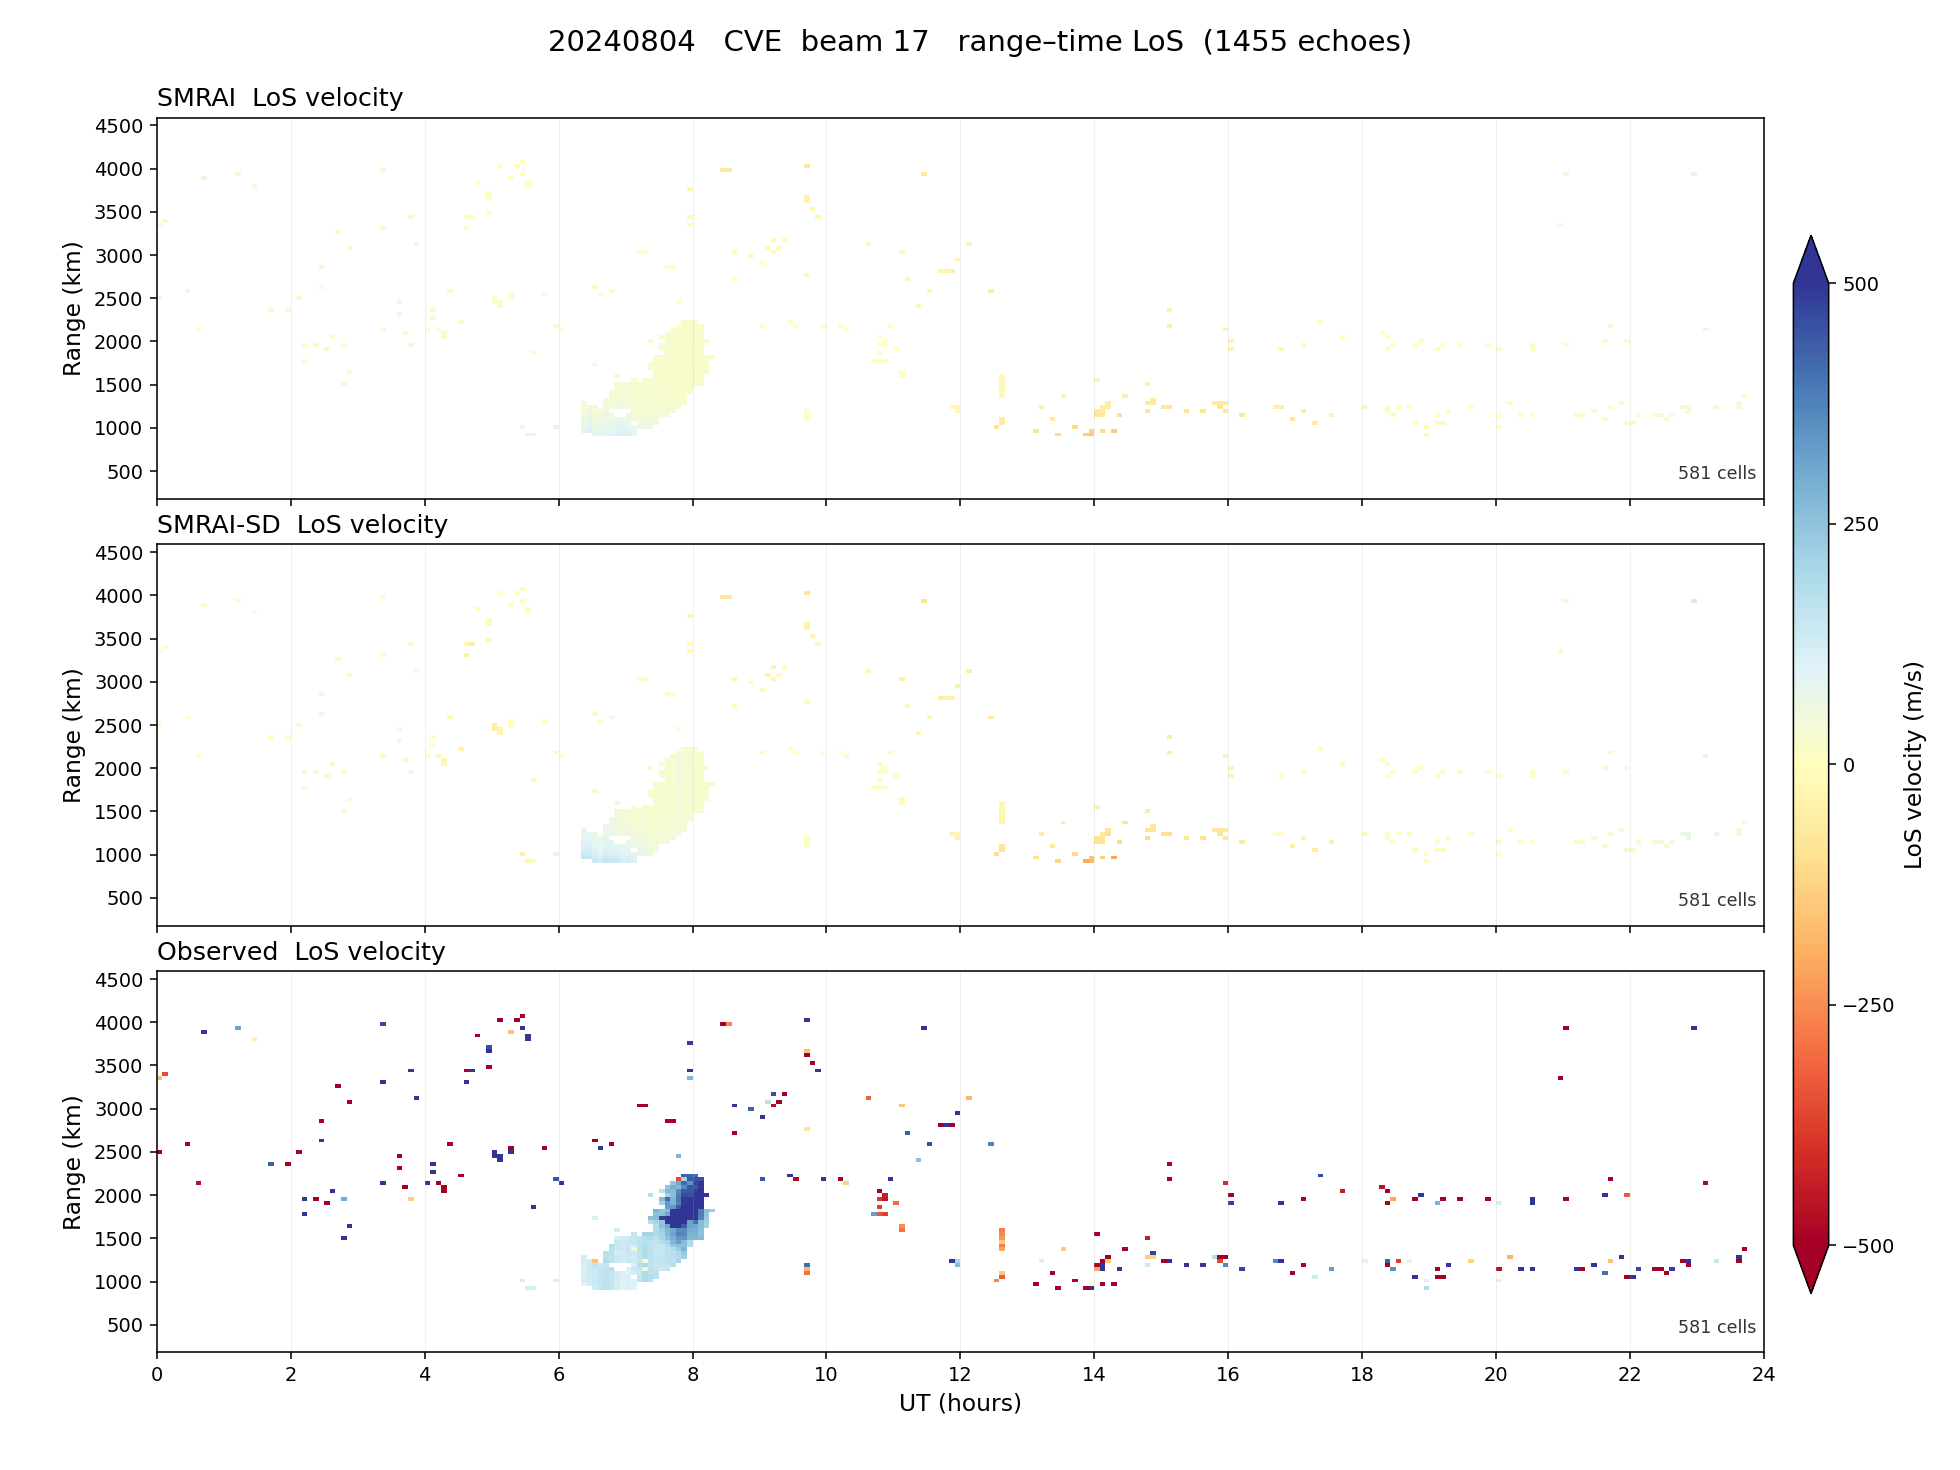 20240804   CVE  beam 17   range–time LoS  (1455 echoes)
SMRAI  LoS velocity
4500
4000
3500
3000
2500
2000
1500
1000
500
Range (km)
581 cells
SMRAI-SD  LoS velocity
4500
4000
3500
3000
2500
2000
1500
1000
500
Range (km)
581 cells
Observed  LoS velocity
4500
4000
3500
3000
2500
2000
1500
1000
500
Range (km)
581 cells
0 2 4 6 8 10 12 14 16 18 20 22 24
UT (hours)
500
250
0
−250
−500
LoS velocity (m/s)